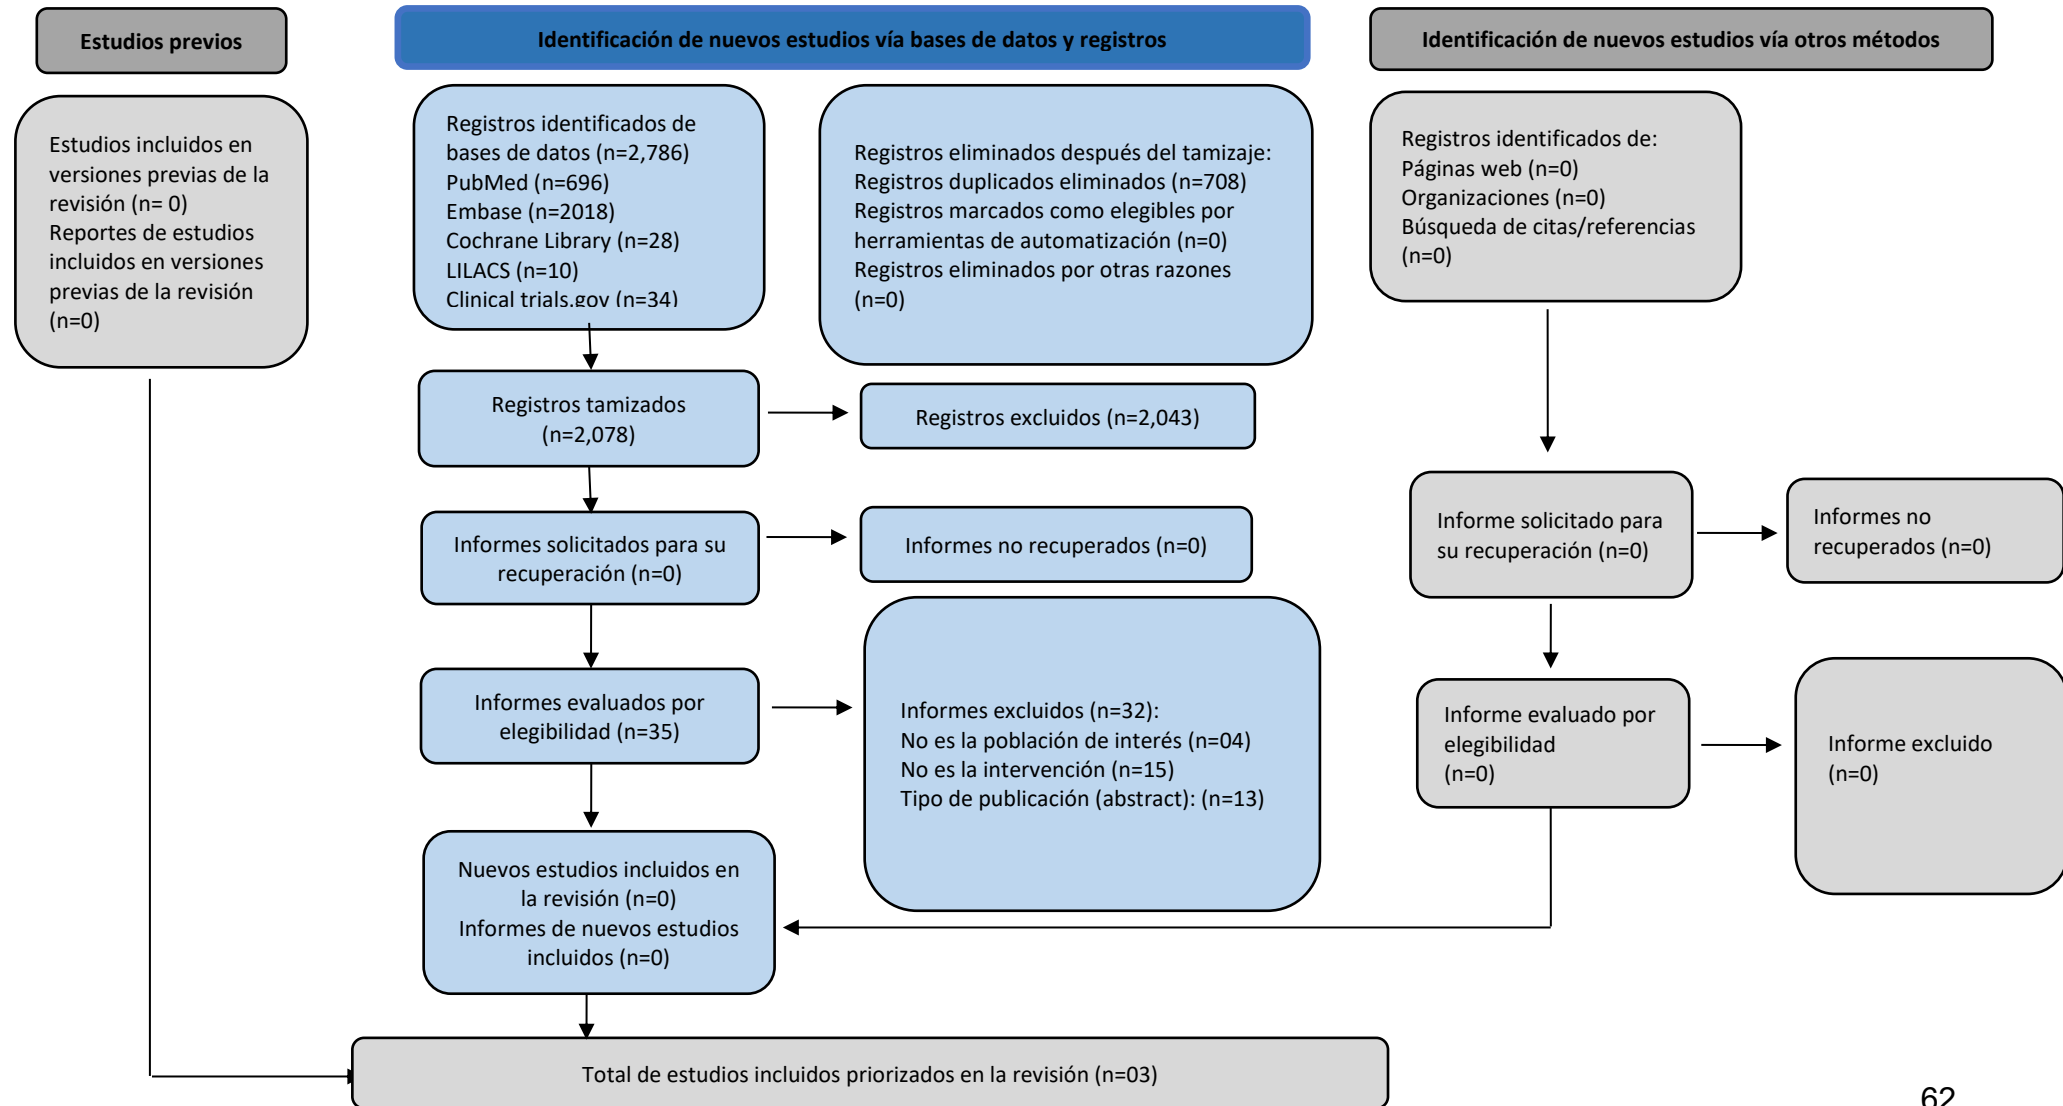 Estudios previos
Identificación de nuevos estudios vía bases de datos y registros
Identificación de nuevos estudios vía otros métodos
Estudios incluidos en
versiones previas de la
revisión (n= 0)
Reportes de estudios
incluidos en versiones
previas de la revisión
(n=0)
Registros identificados de
bases de datos (n=2,786)
PubMed (n=696)
Embase (n=2018)
Cochrane Library (n=28)
LILACS (n=10)
Clinical trials.gov (n=34)
Registros eliminados después del tamizaje:
Registros duplicados eliminados (n=708)
Registros marcados como elegibles por
herramientas de automatización (n=0)
Registros eliminados por otras razones
(n=0)
Registros identificados de:
Páginas web (n=0)
Organizaciones (n=0)
Búsqueda de citas/referencias
(n=0)
Registros tamizados
(n=2,078)
Registros excluidos (n=2,043)
Informes solicitados para su
recuperación (n=0)
Informes no recuperados (n=0)
Informe solicitado para
su recuperación (n=0)
Informes no
recuperados (n=0)
Informes evaluados por
elegibilidad (n=35)
Informes excluidos (n=32):
No es la población de interés (n=04)
No es la intervención (n=15)
Tipo de publicación (abstract): (n=13)
Informe evaluado por
elegibilidad
(n=0)
Informe excluido
(n=0)
Nuevos estudios incluidos en
la revisión (n=0)
Informes de nuevos estudios
incluidos (n=0)
Total de estudios incluidos priorizados en la revisión (n=03)
62